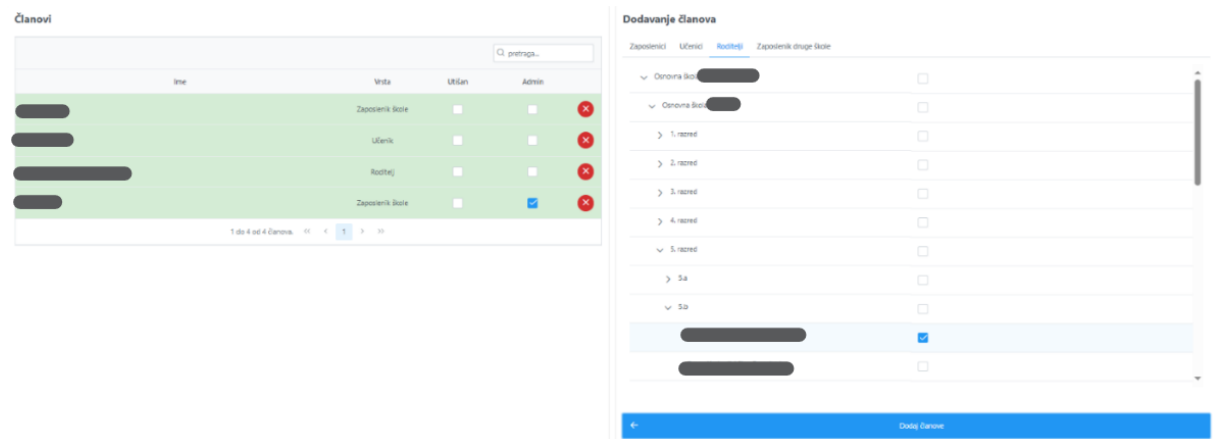 Članovi
pretraga...
Ime Vrsta Utišan Admin
Zaposlenik škole
Učenik
Roditelj
Zaposlenik škole
1 do 4 od 4 članova. << < 1 > >>
Dodavanje članova
Zaposlenici Učenici Roditelji Zaposlenik druge škole
Osnovna škol
Osnovna škola
1. razred
2. razred
3. razred
4. razred
5. razred
5.a
5.b
Dodaj članove